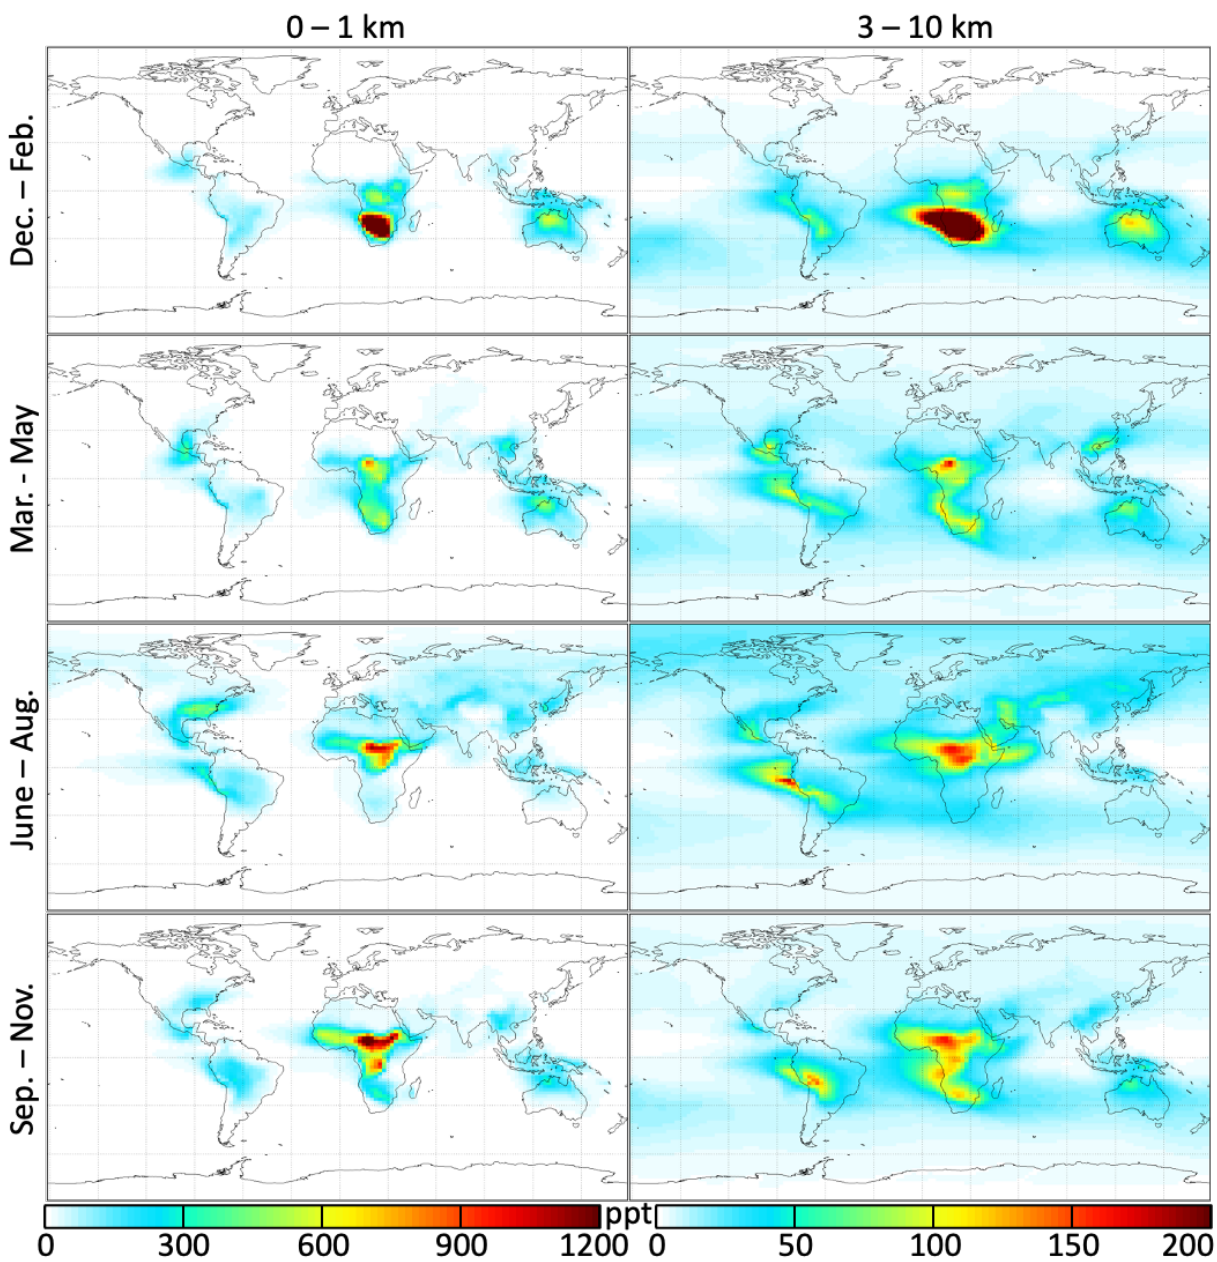 0 – 1 km
3 – 10 km
Dec. – Feb.
Mar. - May
June – Aug.
Sep. – Nov.
0 300 600 900 1200 ppt 0 50 100 150 200